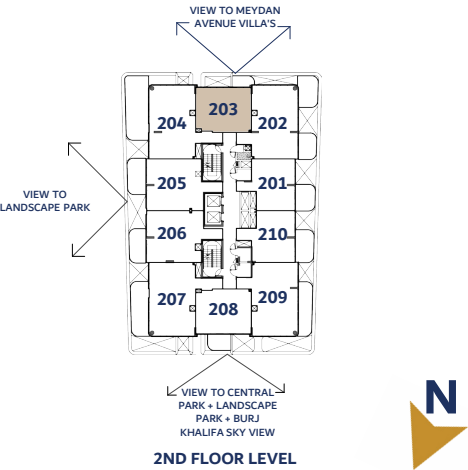 VIEW TO MEYDAN
AVENUE VILLA'S
204
203
202
205
201
VIEW TO
LANDSCAPE PARK
206
210
207
208
209
VIEW TO CENTRAL
PARK + LANDSCAPE
PARK + BURJ
KHALIFA SKY VIEW
N
2ND FLOOR LEVEL